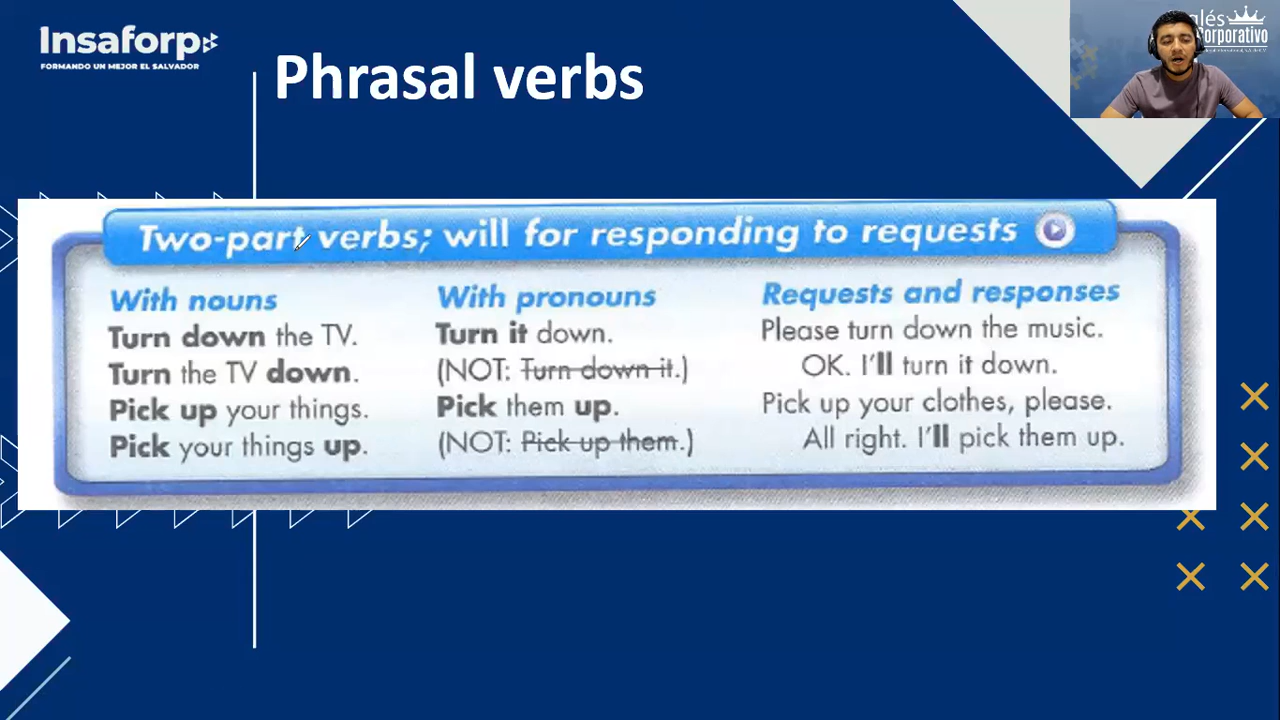 Insaforp
FORMANDO UN MEJOR EL SALVADOR
Phrasal verbs
glés
Corporativo
Two-part verbs; will for responding to requests
With nouns
Turn down the TV.
Turn the TV down.
Pick up your things.
Pick your things up.
With pronouns
Turn it down.
(NOT: Turn down it.)
Pick them up.
(NOT: Pick up them.)
Requests and responses
Please turn down the music.
OK. I'll turn it down.
Pick up your clothes, please.
All right. I'll pick them up.